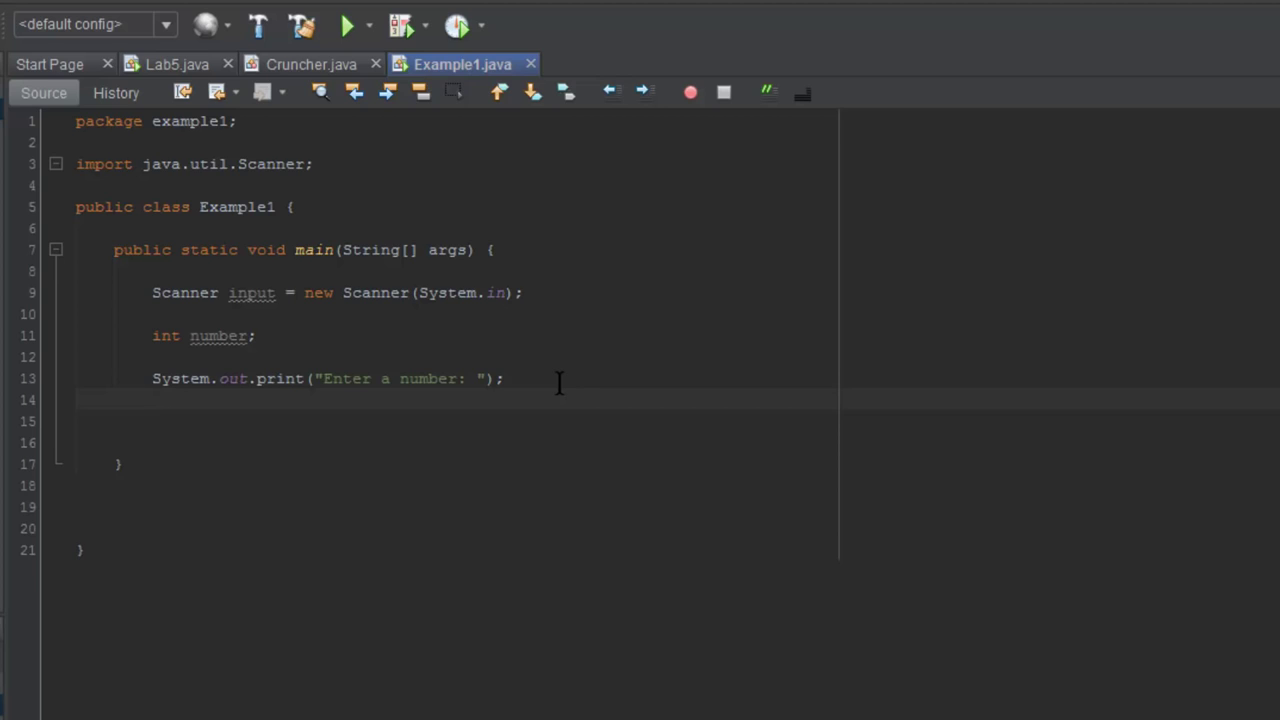 <default config>
Start Page Lab5.java Cruncher.java Example1.java
Source History
1 package example1;
2
3 import java.util.Scanner;
4
5 public class Example1 {
6
7 public static void main(String[] args) {
8
9 Scanner input = new Scanner(System.in);
10
11 int number;
12
13 System.out.print("Enter a number: ");
14
15
16
17 }
18
19
20
21 }